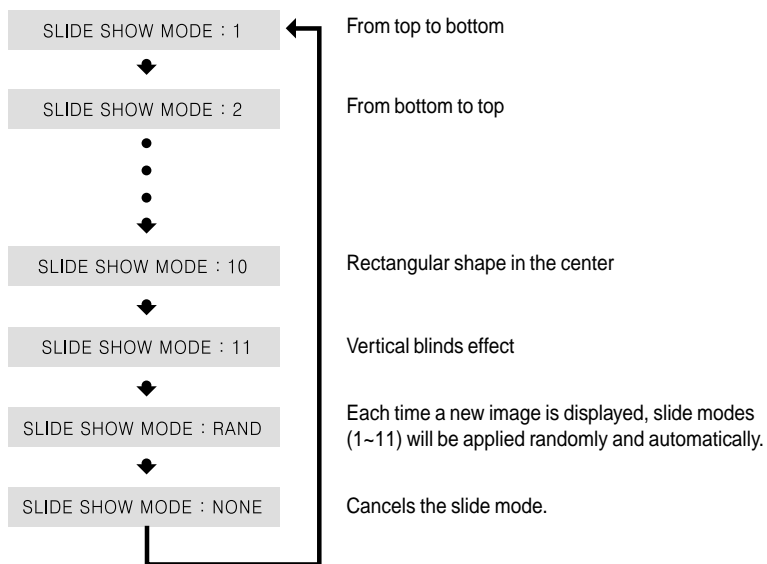 SLIDE SHOW MODE : 1
From top to bottom
SLIDE SHOW MODE : 2
From bottom to top
SLIDE SHOW MODE : 10
Rectangular shape in the center
SLIDE SHOW MODE : 11
Vertical blinds effect
SLIDE SHOW MODE : RAND
Each time a new image is displayed, slide modes
(1~11) will be applied randomly and automatically.
SLIDE SHOW MODE : NONE
Cancels the slide mode.